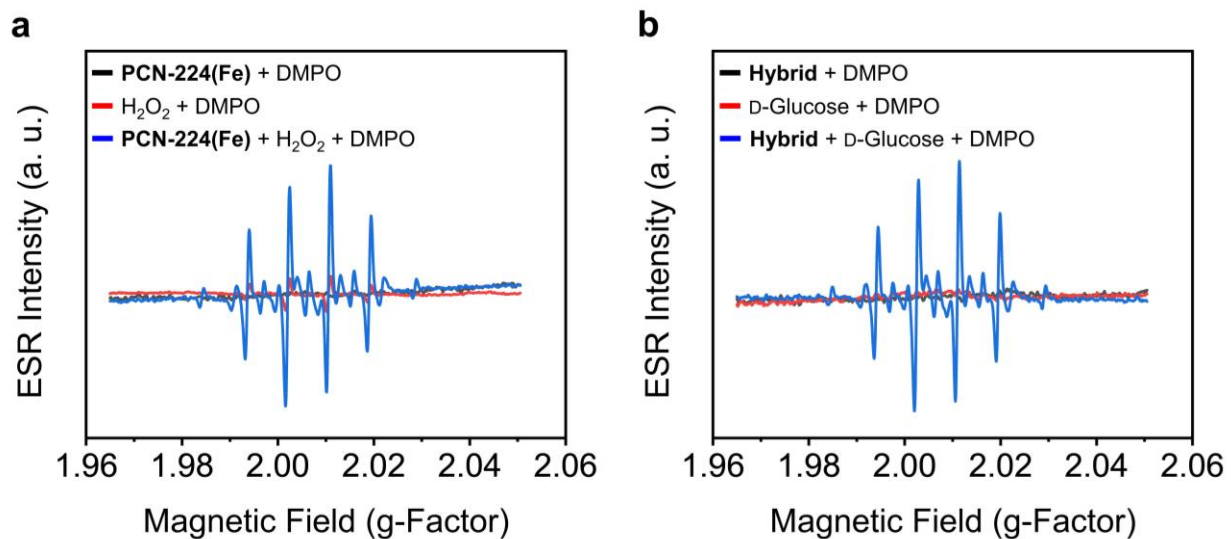 a
PCN-224(Fe) + DMPO
H₂O₂ + DMPO
PCN-224(Fe) + H₂O₂ + DMPO
ESR Intensity (a. u.)
1.96 1.98 2.00 2.02 2.04 2.06
Magnetic Field (g-Factor)
b
Hybrid + DMPO
D-Glucose + DMPO
Hybrid + D-Glucose + DMPO
ESR Intensity (a. u.)
1.96 1.98 2.00 2.02 2.04 2.06
Magnetic Field (g-Factor)